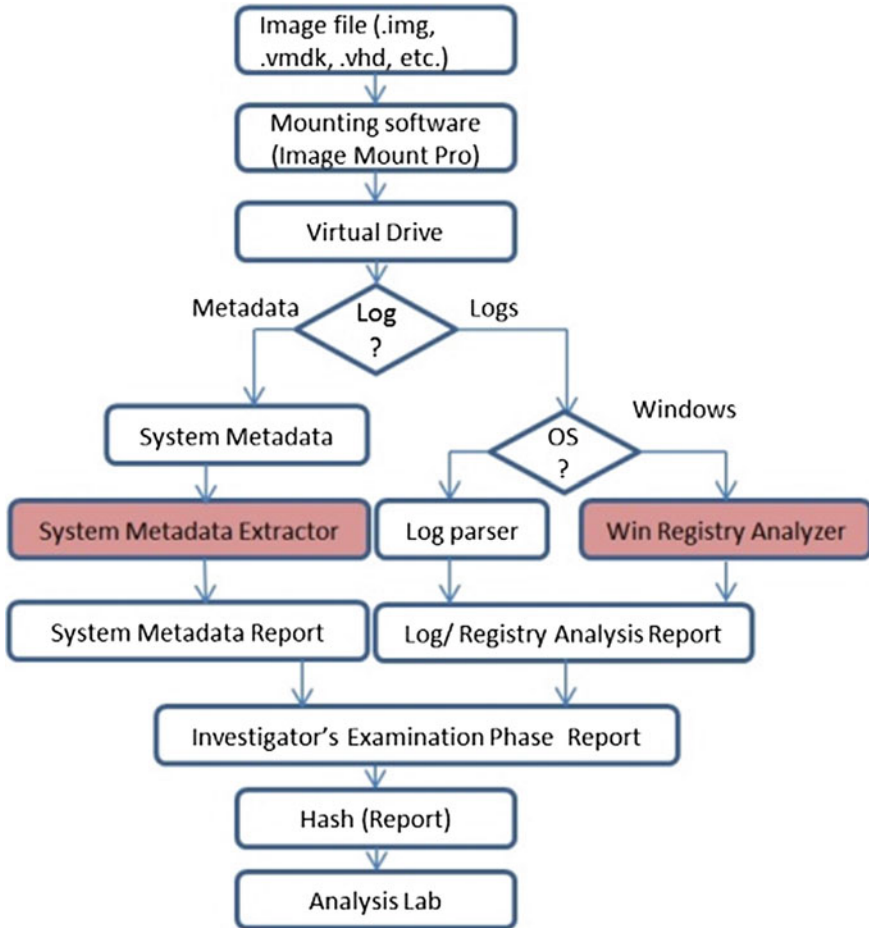 Image file (.img,
.vmdk, .vhd, etc.)
Mounting software
(Image Mount Pro)
Virtual Drive
Metadata
Log
?
Logs
Windows
System Metadata
OS
?
System Metadata Extractor
Log parser
Win Registry Analyzer
System Metadata Report
Log/ Registry Analysis Report
Investigator’s Examination Phase Report
Hash (Report)
Analysis Lab